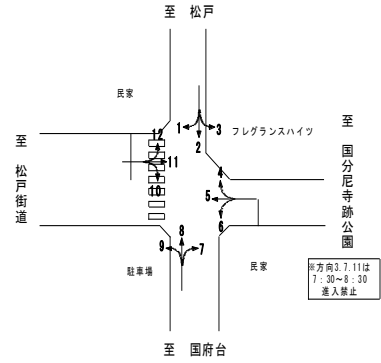 至 松戸
民家
12
1
3
フレグランスハイツ
2
至 松戸街道
11
4
至 国分尼寺跡公園
10
5
8
6
9
7
駐車場
民家
※方向3.7.11は
7:30~8:30
進入禁止
至 国府台